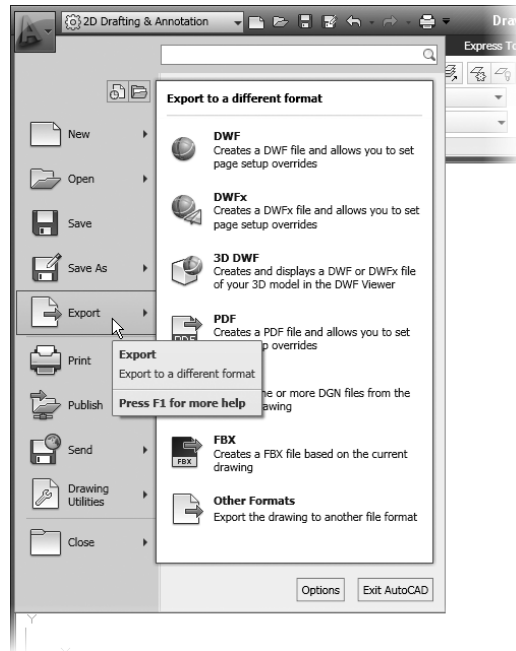 2D Drafting & Annotation
Dra
Express To
Export to a different format
New
Open
Save
Save As
Export
Print
Publish
Send
Drawing
Utilities
Close
DWF
Creates a DWF file and allows you to set
page setup overrides
DWFx
Creates a DWFx file and allows you to set
page setup overrides
3D DWF
Creates and displays a DWF or DWFx file
of your 3D model in the DWF Viewer
PDF
Creates a PDF file and allows you to set
overrides
Export
Export to a different format
Press F1 for more help
or more DGN files from the
FBX
FBX
Creates a FBX file based on the current
drawing
Other Formats
Export the drawing to another file format
Options
Exit AutoCAD
Y